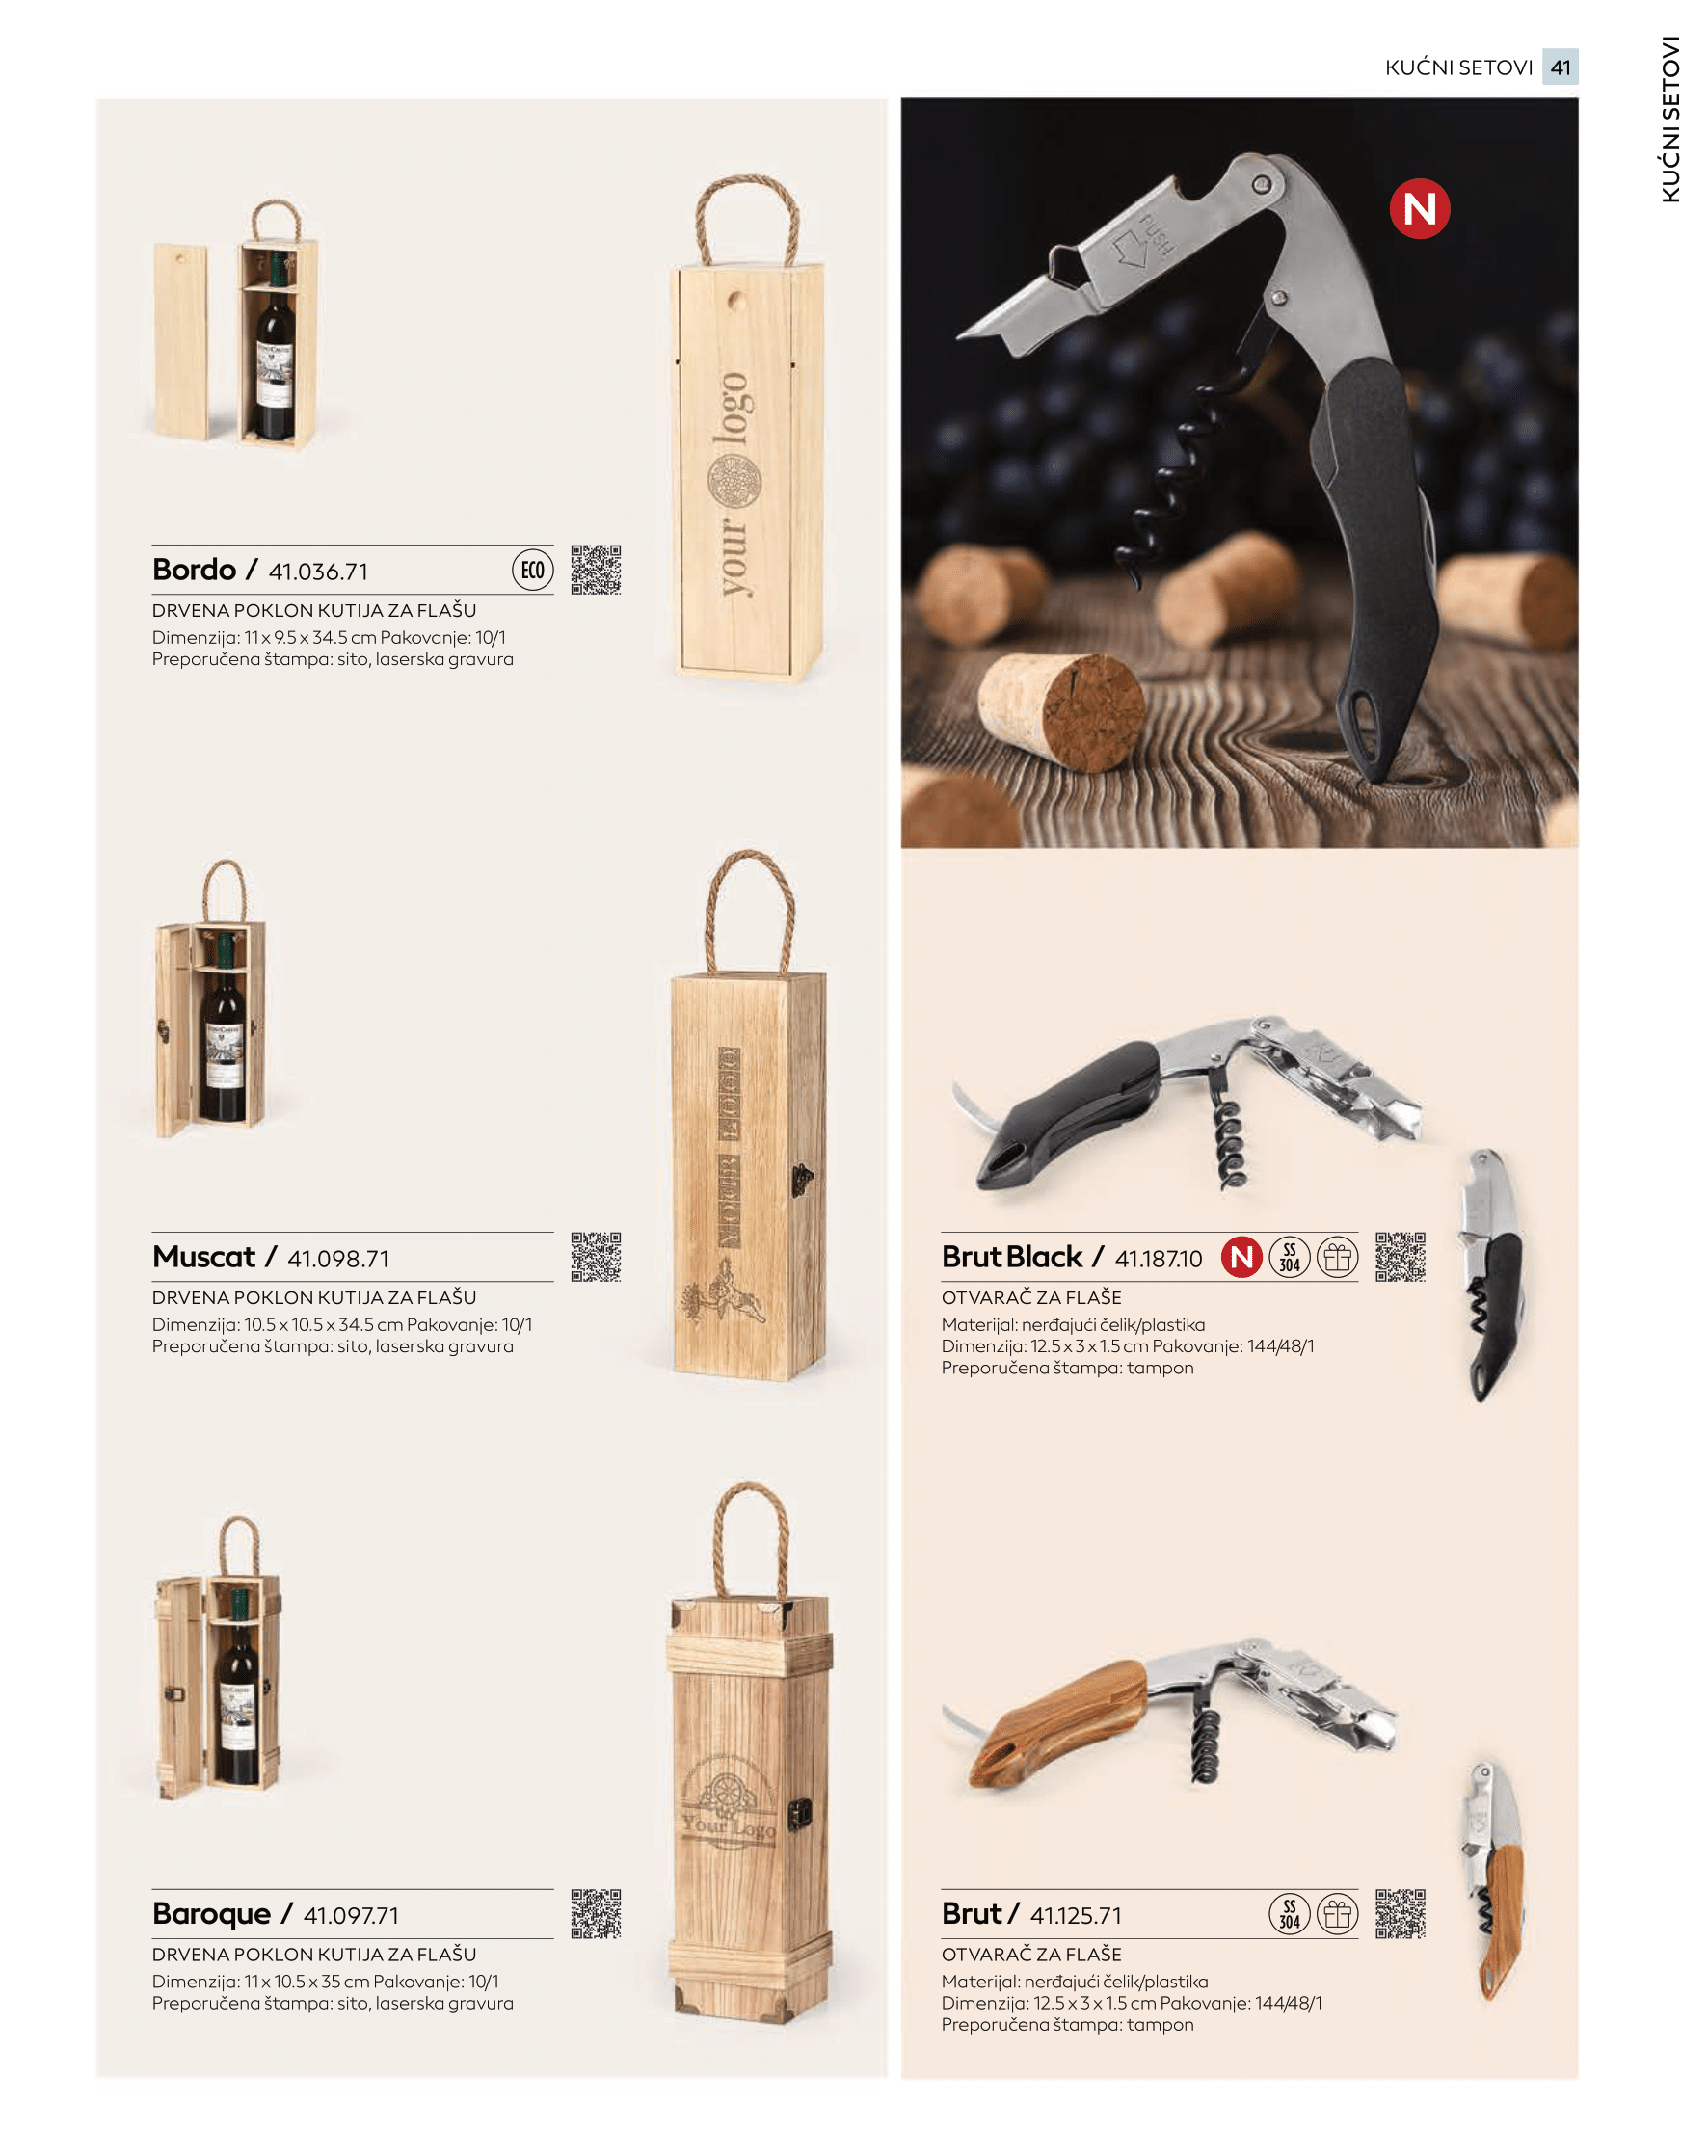 KUĆNI SETOVI 41
KUĆNI SETOVI
your logo
Bordo / 41.036.71 ECO
DRVENA POKLON KUTIJA ZA FLAŠU
Dimenzija: 11 x 9.5 x 34.5 cm Pakovanje: 10/1
Preporučena štampa: sito, laserska gravura
YOUR LOGO
Muscat / 41.098.71
DRVENA POKLON KUTIJA ZA FLAŠU
Dimenzija: 10.5 x 10.5 x 34.5 cm Pakovanje: 10/1
Preporučena štampa: sito, laserska gravura
Your Logo
Baroque / 41.097.71
DRVENA POKLON KUTIJA ZA FLAŠU
Dimenzija: 11 x 10.5 x 35 cm Pakovanje: 10/1
Preporučena štampa: sito, laserska gravura
PUSH
N
Brut Black / 41.187.10 N SS 304
OTVARAČ ZA FLAŠE
Materijal: nerđajući čelik/plastika
Dimenzija: 12.5 x 3 x 1.5 cm Pakovanje: 144/48/1
Preporučena štampa: tampon
Brut / 41.125.71 SS 304
OTVARAČ ZA FLAŠE
Materijal: nerđajući čelik/plastika
Dimenzija: 12.5 x 3 x 1.5 cm Pakovanje: 144/48/1
Preporučena štampa: tampon